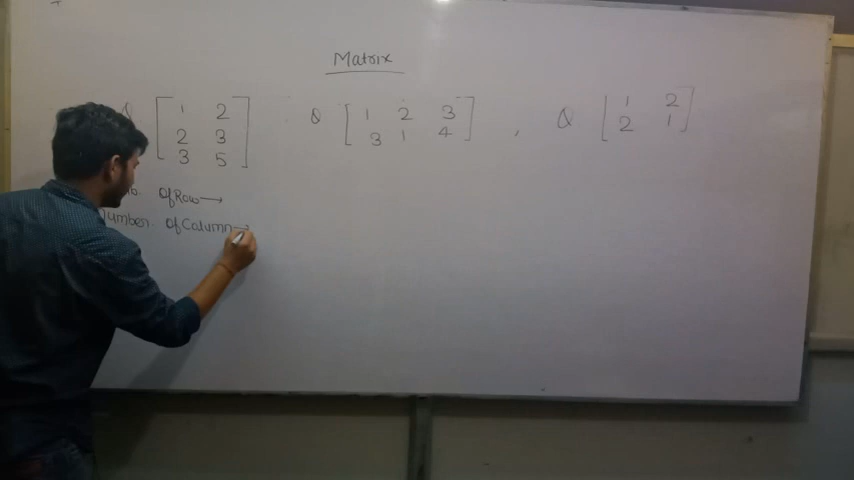 Matrix
Q [ 1 2 Q [ 1 2 3 ] , Q [ 1 2
2 3 3 1 4 2 1 ]
3 5 ]
Of Row →
Number. Of Column →